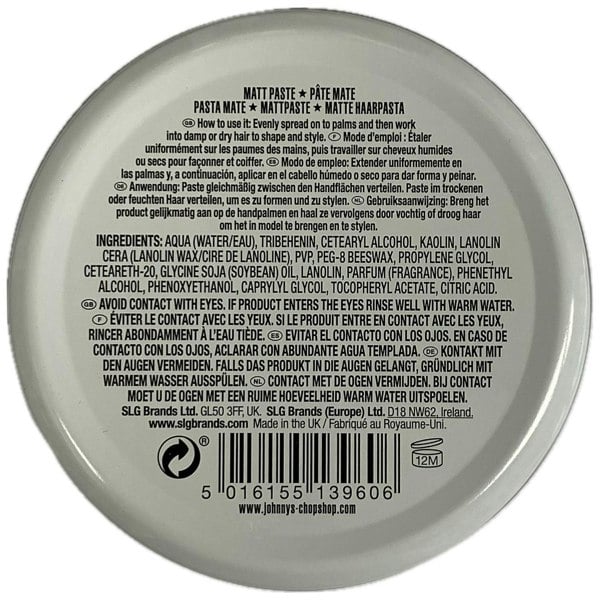 MATT PASTE ★ PÂTE MATE
PASTA MATE ★ MATTPASTE ★ MATTE HAARPASTA
GB How to use it: Evenly spread on to palms and then work
into damp or dry hair to shape and style. F Mode d'emploi : Étaler
uniformément sur les paumes des mains, puis travailler sur cheveux humides
ou secs pour façonner et coiffer. ES Modo de empleo: Extender uniformemente en
las palmas y, a continuación, aplicar en el cabello húmedo o seco para dar forma y peinar.
DE Anwendung: Paste gleichmäßig zwischen den Handflächen verteilen. Paste im trockenen
oder feuchten Haar verteilen, um es zu formen und zu stylen. NL Gebruiksaanwijzing: Breng het
product gelijkmatig aan op de handpalmen en haal ze vervolgens door vochtig of droog haar
om het in model te brengen en te stylen.
INGREDIENTS: AQUA (WATER/EAU), TRIBEHENIN, CETEARYL ALCOHOL, KAOLIN, LANOLIN
CERA (LANOLIN WAX/CIRE DE LANOLINE), PVP, PEG-8 BEESWAX, PROPYLENE GLYCOL,
CETEARETH-20, GLYCINE SOJA (SOYBEAN) OIL, LANOLIN, PARFUM (FRAGRANCE), PHENETHYL
ALCOHOL, PHENOXYETHANOL, CAPRYLYL GLYCOL, TOCOPHERYL ACETATE, CITRIC ACID.
GB AVOID CONTACT WITH EYES. IF PRODUCT ENTERS THE EYES RINSE WELL WITH WARM WATER.
F ÉVITER LE CONTACT AVEC LES YEUX. SI LE PRODUIT ENTRE EN CONTACT AVEC LES YEUX,
RINCER ABONDAMMENT À L'EAU TIÈDE. ES EVITAR EL CONTACTO CON LOS OJOS. EN CASO DE
CONTACTO CON LOS OJOS, ACLARAR CON ABUNDANTE AGUA TEMPLADA. DE KONTAKT MIT
DEN AUGEN VERMEIDEN. FALLS DAS PRODUKT IN DIE AUGEN GELANGT, GRÜNDLICH MIT
WARMEM WASSER AUSSPÜLEN. NL CONTACT MET DE OGEN VERMIJDEN. BIJ CONTACT
MOET U DE OGEN MET EEN RUIME HOEVEELHEID WARM WATER UITSPOELEN.
SLG Brands Ltd. GL50 3FF, UK. SLG Brands (Europe) Ltd. D18 NW62, Ireland.
www.slgbrands.com Made in the UK / Fabriqué au Royaume-Uni.
®
12M
5 016155 139606
www.johnnys-chopshop.com